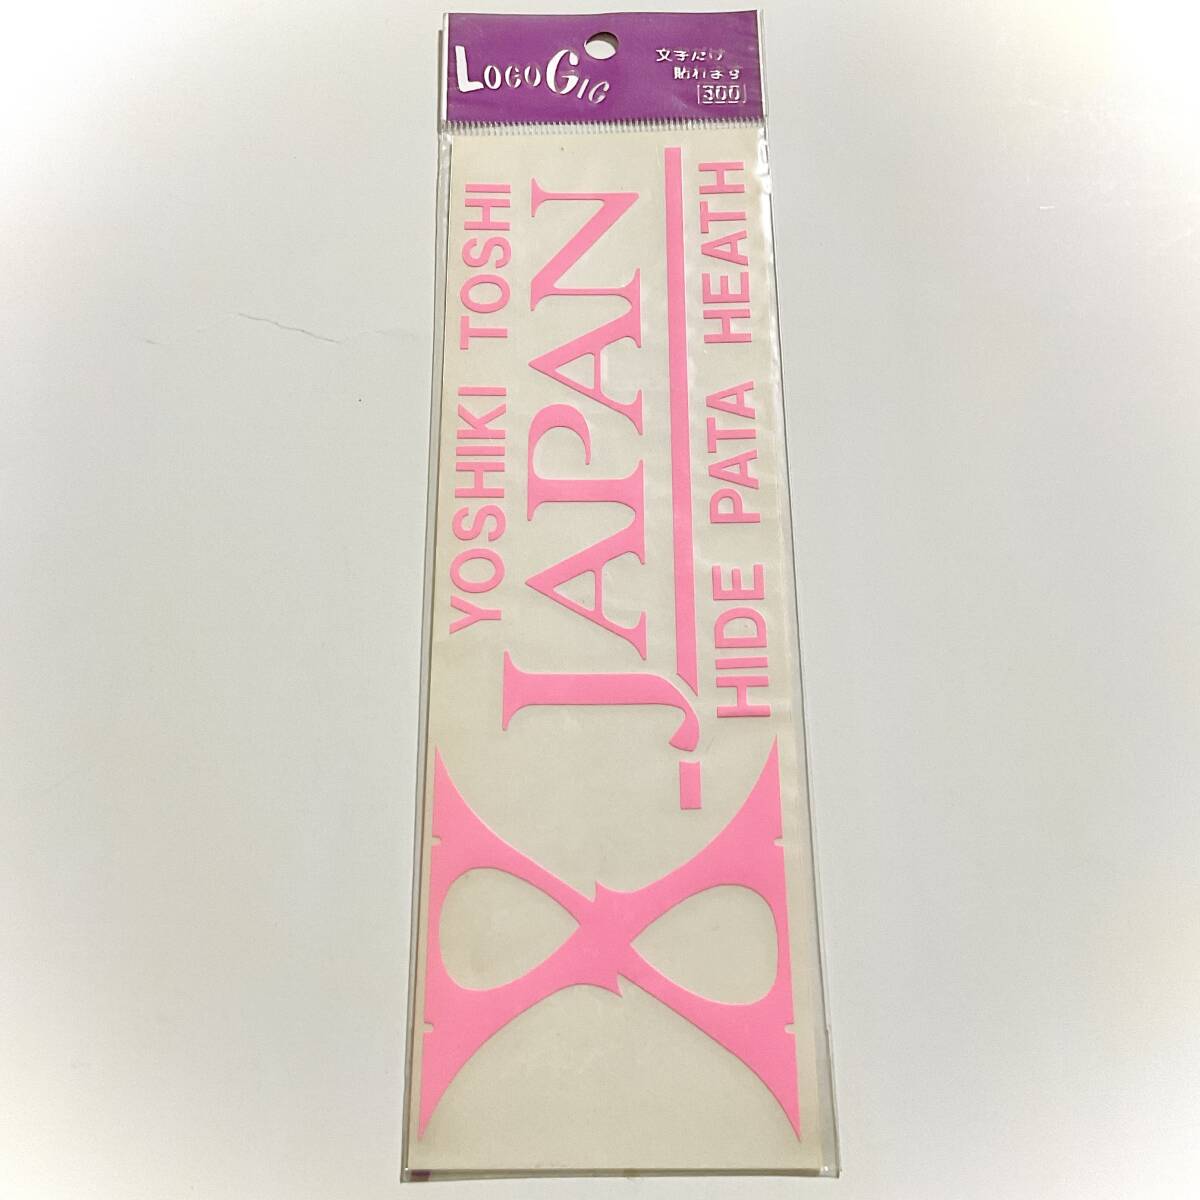 LOGO GIG
文字だけ
貼れます
300
YOSHIKI TOSHI
X JAPAN
HIDE PATA HEATH